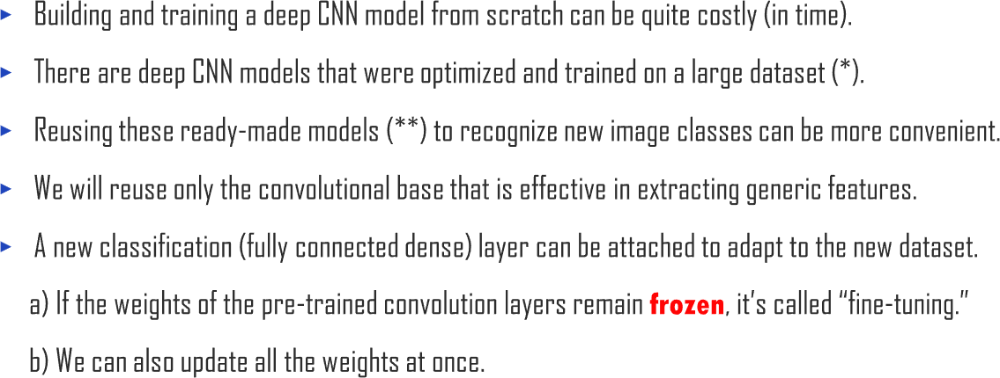 ► Building and training a deep CNN model from scratch can be quite costly (in time).
► There are deep CNN models that were optimized and trained on a large dataset (*).
► Reusing these ready-made models (**) to recognize new image classes can be more convenient.
► We will reuse only the convolutional base that is effective in extracting generic features.
► A new classification (fully connected dense) layer can be attached to adapt to the new dataset.
a) If the weights of the pre-trained convolution layers remain frozen, it's called “fine-tuning.”
b) We can also update all the weights at once.